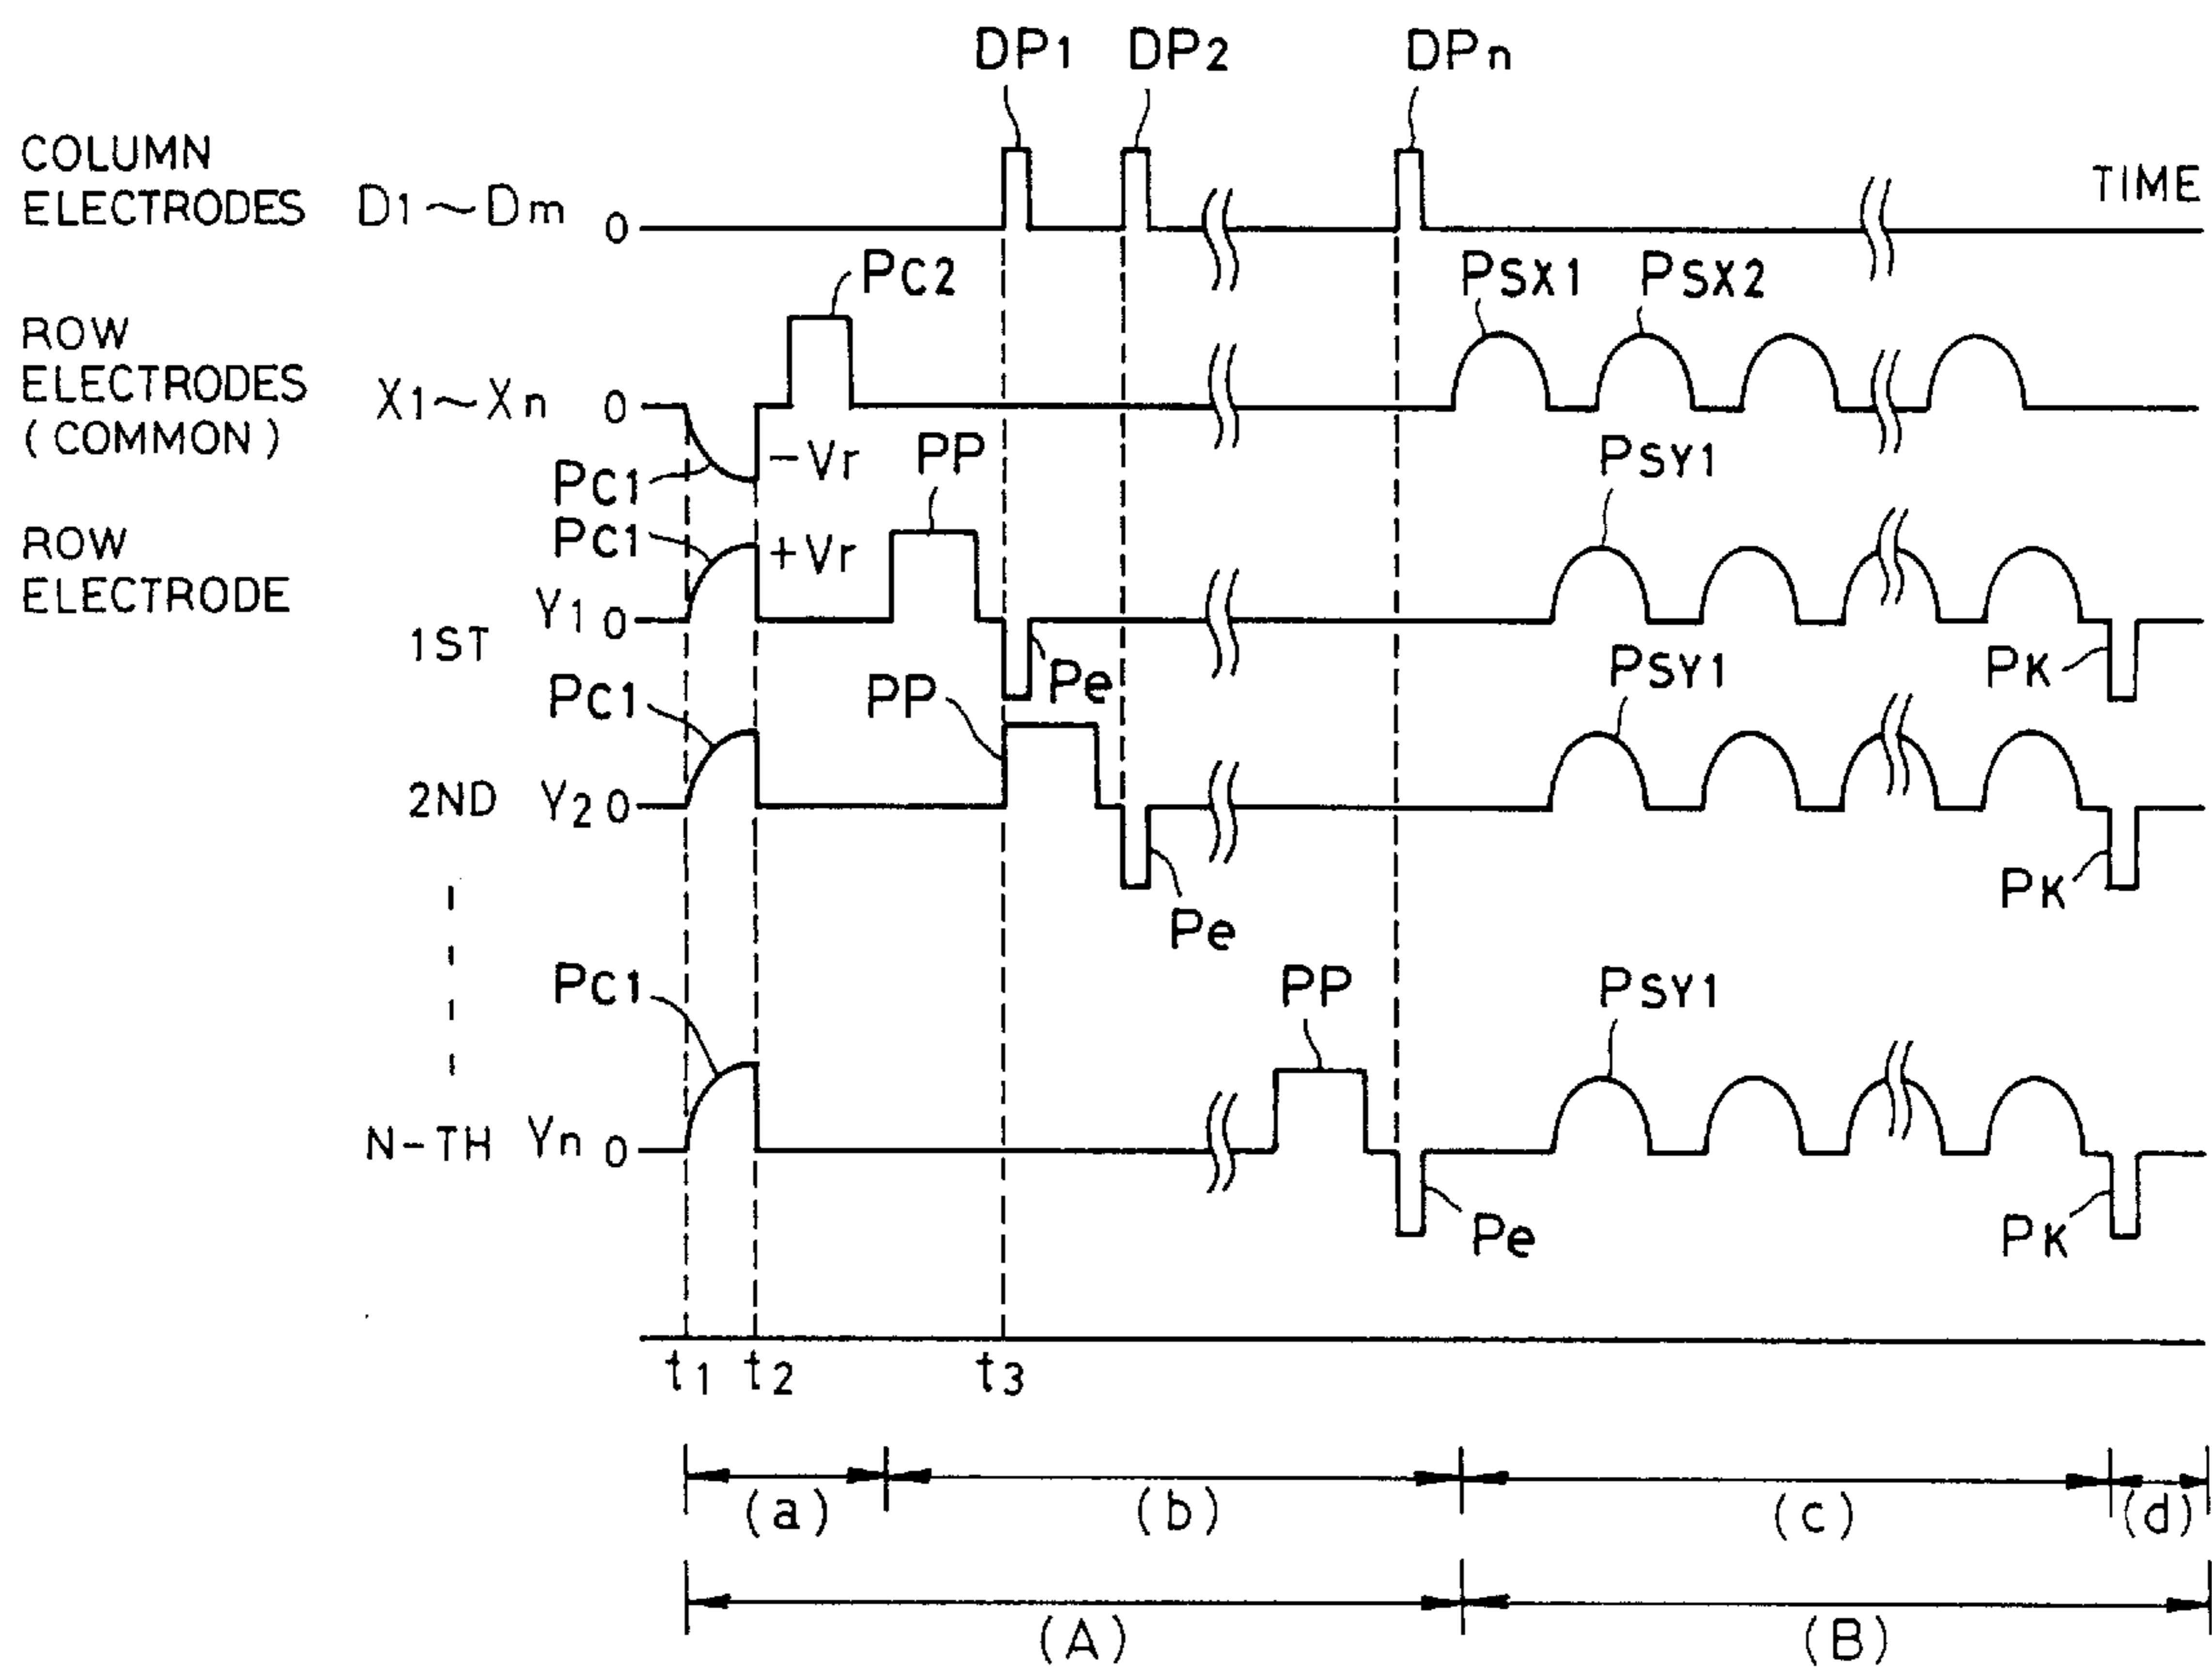 DP1 DP2 DPn
COLUMN
ELECTRODES D1~Dm 0 TIME
PC2 PSX1 PSX2
ROW
ELECTRODES
(COMMON) X1~Xn 0
PC1 -Vr PP PSY1
ROW
ELECTRODE
PC1 +Vr
1ST Y1 0 Pe PK
PC1 PP PSY1
2ND Y2 0 Pe PK
PC1 PP PSY1
N-TH Yn 0 Pe PK
t1 t2 t3
(a) (b) (c) (d)
(A) (B)